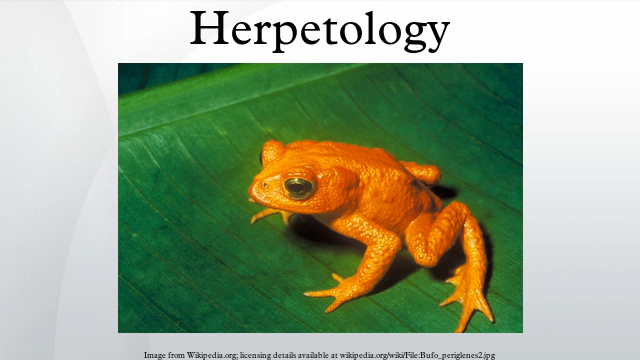 Herpetology
Image from Wikipedia.org; licensing details available at wikipedia.org/wiki/File:Bufo_periglenes2.jpg